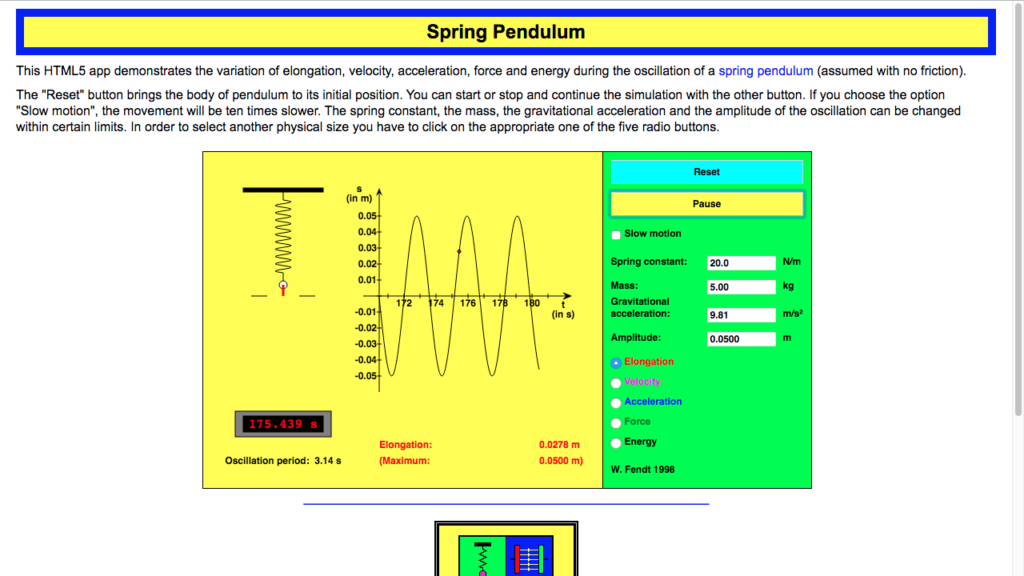 Spring Pendulum
This HTML5 app demonstrates the variation of elongation, velocity, acceleration, force and energy during the oscillation of a spring pendulum (assumed with no friction).
The "Reset" button brings the body of pendulum to its initial position. You can start or stop and continue the simulation with the other button. If you choose the option
"Slow motion", the movement will be ten times slower. The spring constant, the mass, the gravitational acceleration and the amplitude of the oscillation can be changed
within certain limits. In order to select another physical size you have to click on the appropriate one of the five radio buttons.
s
(in m)
0.05
0.04
0.03
0.02
0.01
172 174 176 178 180 t
(in s)
-0.01
-0.02
-0.03
-0.04
-0.05
175.439 s
Oscillation period: 3.14 s
Elongation: 0.0278 m
(Maximum: 0.0500 m)
Reset
Pause
Slow motion
Spring constant: 20.0 N/m
Mass: 5.00 kg
Gravitational
acceleration: 9.81 m/s²
Amplitude: 0.0500 m
Elongation
Velocity
Acceleration
Force
Energy
W. Fendt 1998